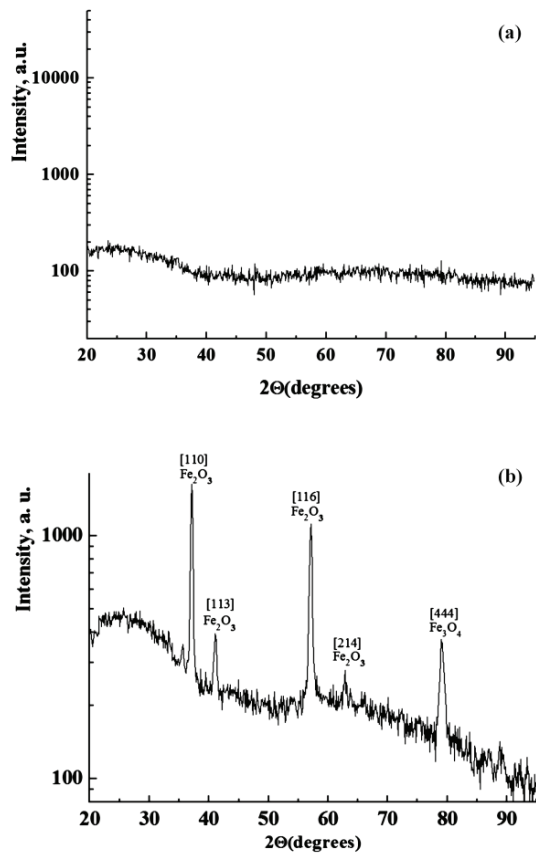 (a)
Intensity, a.u.
10000
1000
100
20 30 40 50 60 70 80 90
2Θ(degrees)
(b)
Intensity, a. u.
1000
100
[110]
Fe₂O₃
[113]
Fe₂O₃
[116]
Fe₂O₃
[214]
Fe₂O₃
[444]
Fe₃O₄
20 30 40 50 60 70 80 90
2Θ(degrees)